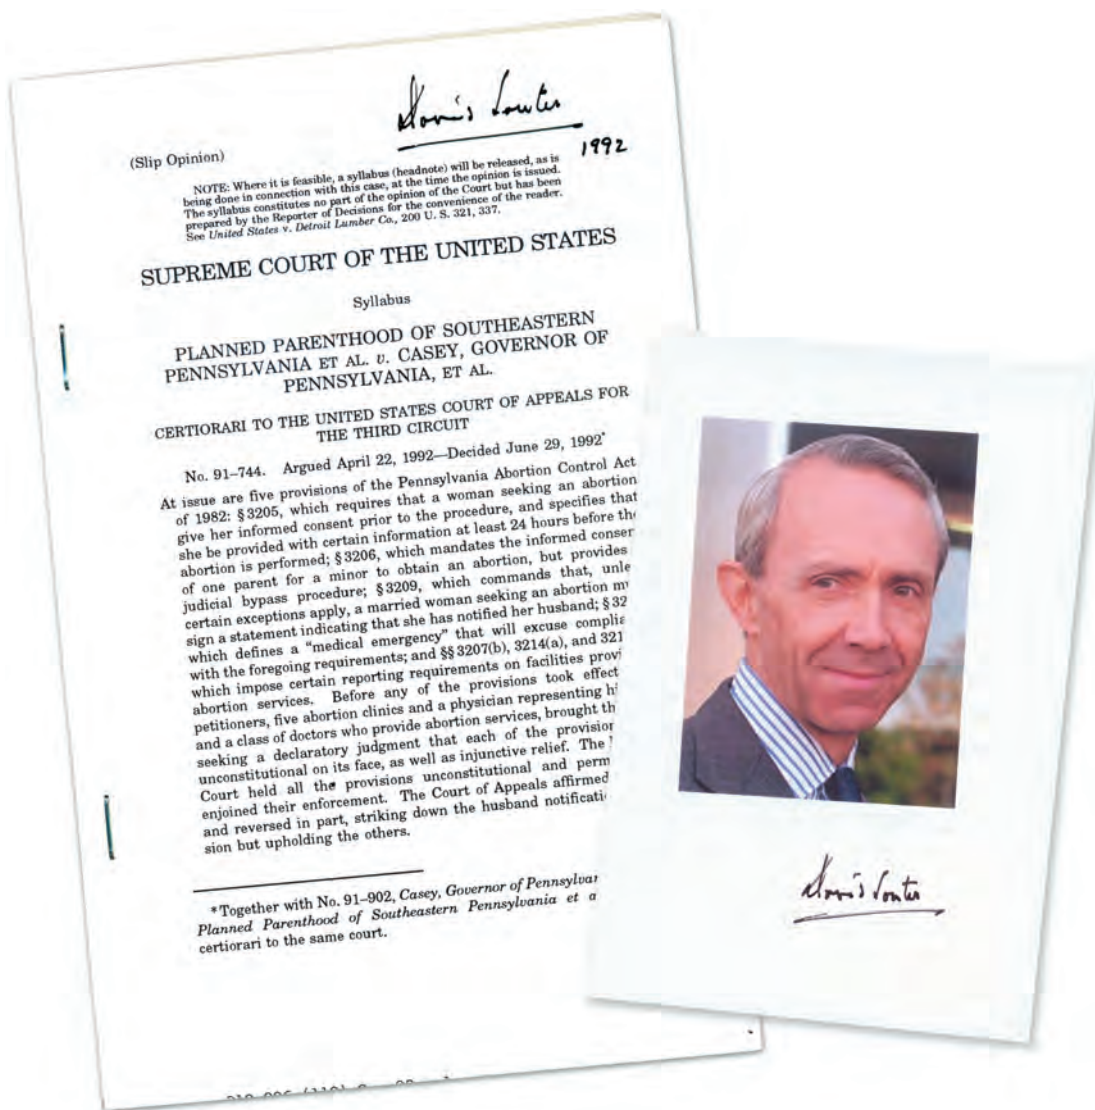 David Souter
1992
(Slip Opinion)
NOTE: Where it is feasible, a syllabus (headnote) will be released, as is
being done in connection with this case, at the time the opinion is issued.
The syllabus constitutes no part of the opinion of the Court but has been
prepared by the Reporter of Decisions for the convenience of the reader.
See United States v. Detroit Lumber Co., 200 U. S. 321, 337.
SUPREME COURT OF THE UNITED STATES
Syllabus
PLANNED PARENTHOOD OF SOUTHEASTERN
PENNSYLVANIA ET AL. v. CASEY, GOVERNOR OF
PENNSYLVANIA, ET AL.
CERTIORARI TO THE UNITED STATES COURT OF APPEALS FOR
THE THIRD CIRCUIT
No. 91–744. Argued April 22, 1992—Decided June 29, 1992*
At issue are five provisions of the Pennsylvania Abortion Control Act
of 1982: § 3205, which requires that a woman seeking an abortion
give her informed consent prior to the procedure, and specifies that
she be provided with certain information at least 24 hours before the
abortion is performed; § 3206, which mandates the informed conser
of one parent for a minor to obtain an abortion, but provides
judicial bypass procedure; § 3209, which commands that, unle
certain exceptions apply, a married woman seeking an abortion mu
sign a statement indicating that she has notified her husband; § 32
which defines a “medical emergency” that will excuse complia
with the foregoing requirements; and §§ 3207(b), 3214(a), and 321
which impose certain reporting requirements on facilities provi
abortion services. Before any of the provisions took effect
petitioners, five abortion clinics and a physician representing hi
and a class of doctors who provide abortion services, brought th
seeking a declaratory judgment that each of the provision
unconstitutional on its face, as well as injunctive relief. The
Court held all the provisions unconstitutional and perm
enjoined their enforcement. The Court of Appeals affirmed
and reversed in part, striking down the husband notificati
sion but upholding the others.
*Together with No. 91–902, Casey, Governor of Pennsylvan
Planned Parenthood of Southeastern Pennsylvania et a
certiorari to the same court.
David Souter